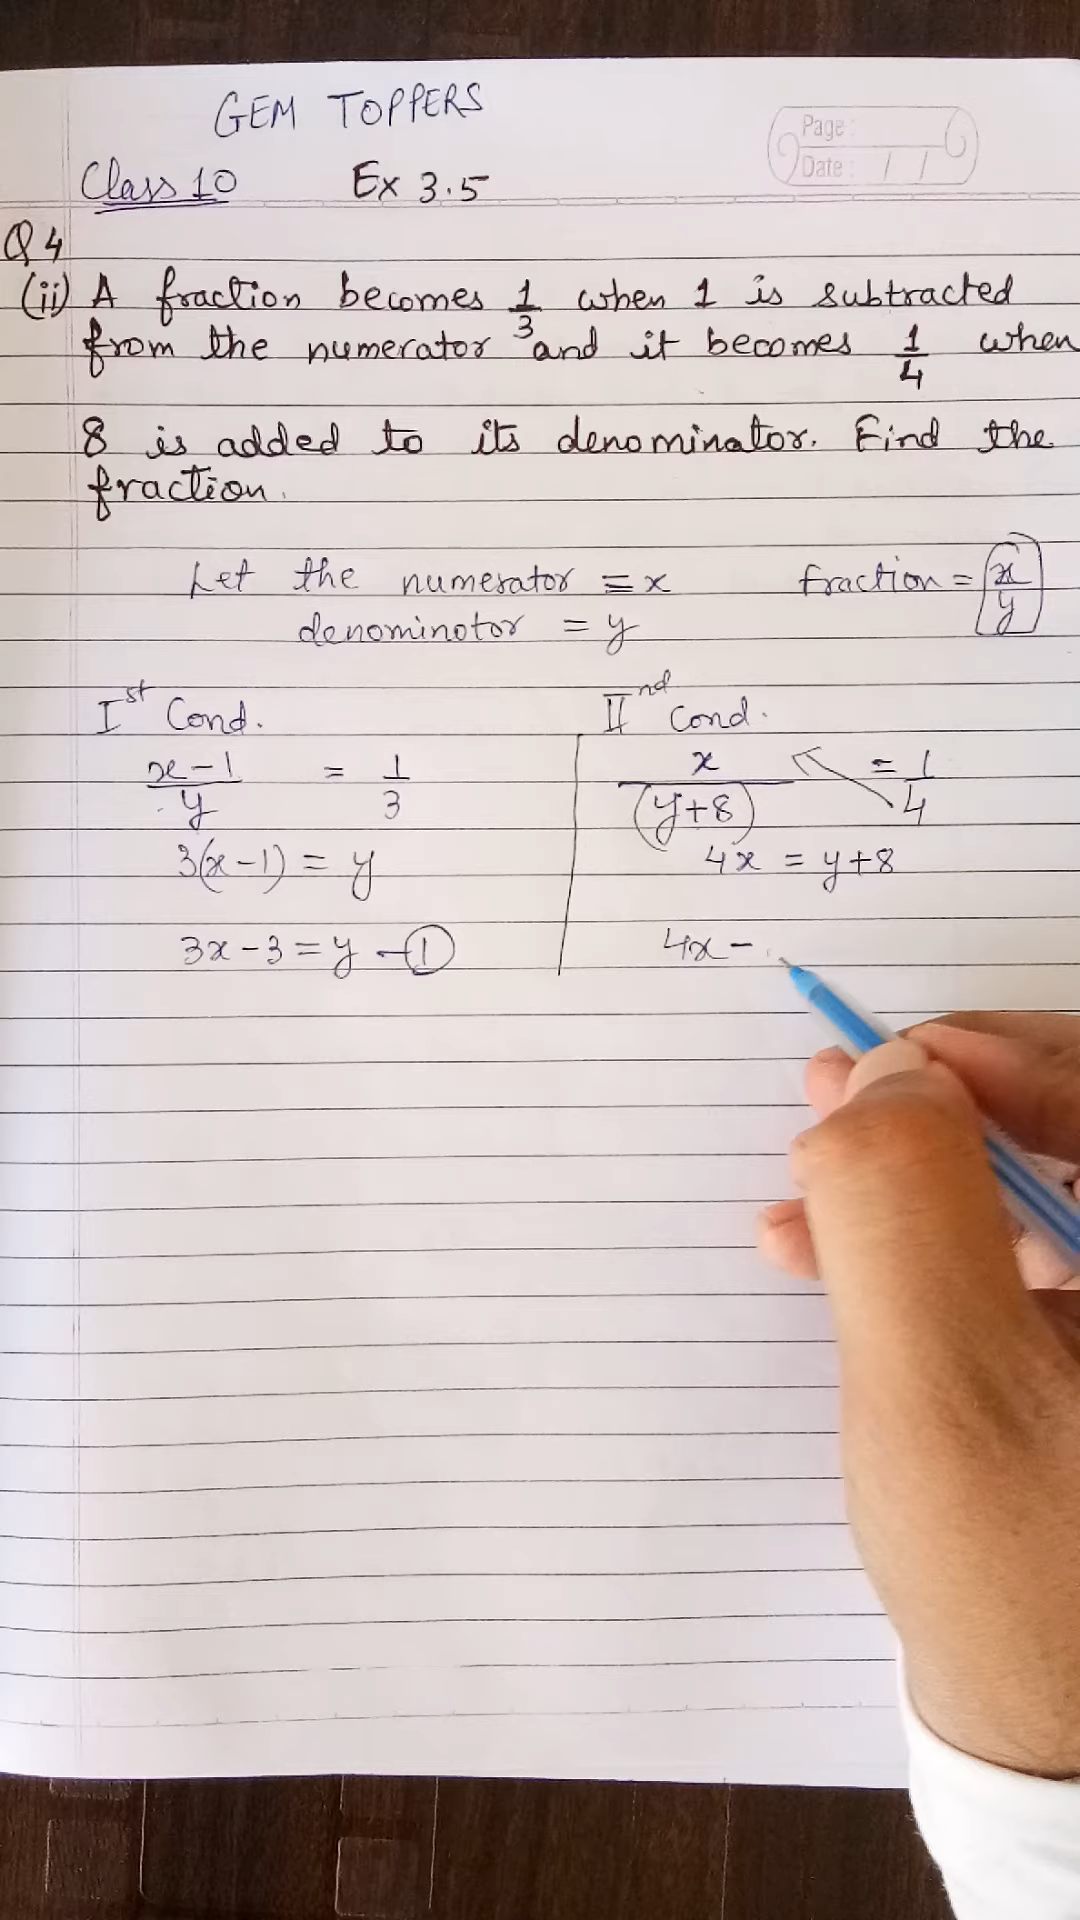 GEM TOPPERS
Page :
Date : / /
Class 10 Ex 3.5
Q 4
(ii) A fraction becomes 1/3 when 1 is subtracted
from the numerator and it becomes 1/4 when
8 is added to its denominator. Find the
fraction.
Let the numerator = x fraction = x/y
denominotor = y
Ist Cond. IInd Cond.
x-1/y = 1/3 x/(y+8) = 1/4
3(x-1) = y 4x = y+8
3x-3 = y -① 4x -